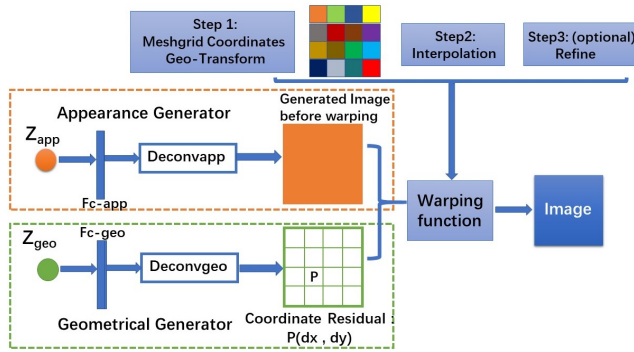 Step 1:
Meshgrid Coordinates
Geo-Transform
Step2:
Interpolation
Step3: (optional)
Refine
Appearance Generator
Generated Image
before warping
Zapp
Deconvapp
Fc-app
Warping
function
Image
Fc-geo
Zgeo
Deconvgeo
P
Geometrical Generator
Coordinate Residual :
P(dx , dy)